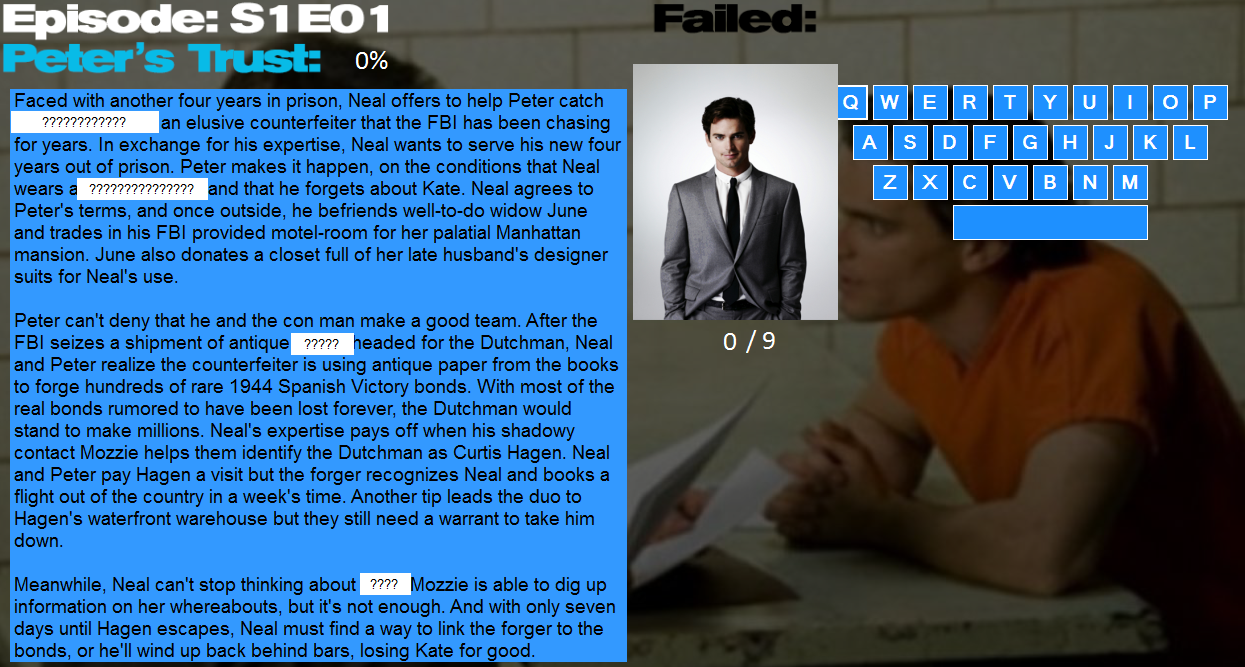 Episode: S1E01
Failed:
Peter's Trust: 0%
Faced with another four years in prison, Neal offers to help Peter catch
???????????? an elusive counterfeiter that the FBI has been chasing
for years. In exchange for his expertise, Neal wants to serve his new four
years out of prison. Peter makes it happen, on the conditions that Neal
wears a ??????????????? and that he forgets about Kate. Neal agrees to
Peter's terms, and once outside, he befriends well-to-do widow June
and trades in his FBI provided motel-room for her palatial Manhattan
mansion. June also donates a closet full of her late husband's designer
suits for Neal's use.
Peter can't deny that he and the con man make a good team. After the
FBI seizes a shipment of antique ????? headed for the Dutchman, Neal
and Peter realize the counterfeiter is using antique paper from the books
to forge hundreds of rare 1944 Spanish Victory bonds. With most of the
real bonds rumored to have been lost forever, the Dutchman would
stand to make millions. Neal's expertise pays off when his shadowy
contact Mozzie helps them identify the Dutchman as Curtis Hagen. Neal
and Peter pay Hagen a visit but the forger recognizes Neal and books a
flight out of the country in a week's time. Another tip leads the duo to
Hagen's waterfront warehouse but they still need a warrant to take him
down.
Meanwhile, Neal can't stop thinking about ???? Mozzie is able to dig up
information on her whereabouts, but it's not enough. And with only seven
days until Hagen escapes, Neal must find a way to link the forger to the
bonds, or he'll wind up back behind bars, losing Kate for good.
0 / 9
Q W E R T Y U I O P
A S D F G H J K L
Z X C V B N M